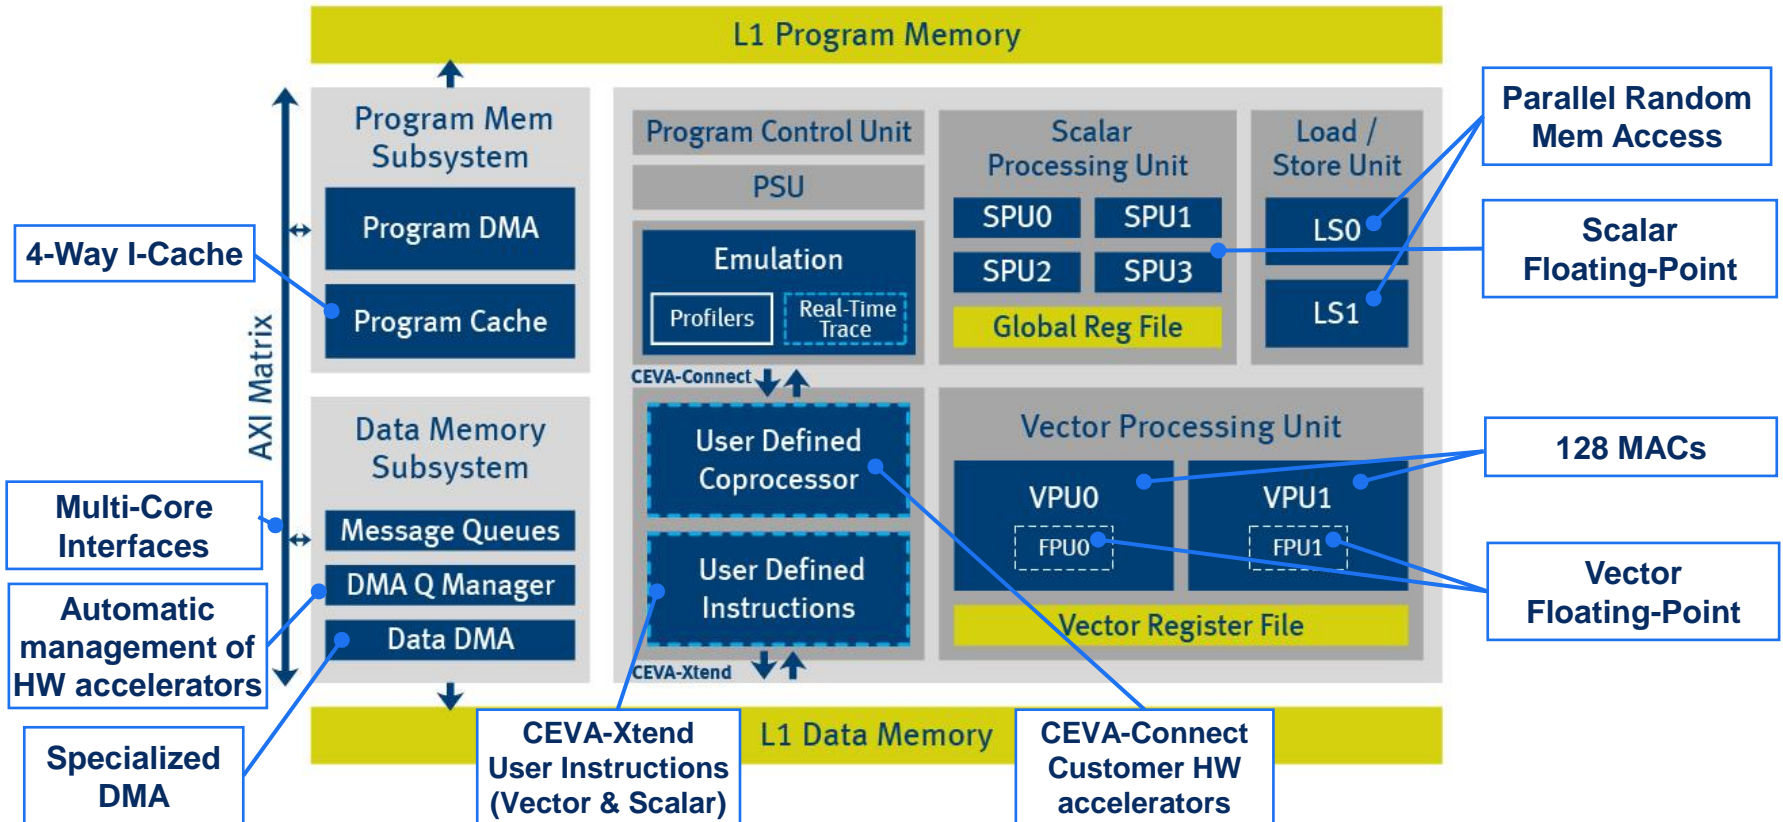 L1 Program Memory
Program Mem
Subsystem
Program DMA
Program Cache
4-Way I-Cache
AXI Matrix
Data Memory
Subsystem
Message Queues
DMA Q Manager
Data DMA
Multi-Core
Interfaces
Automatic
management of
HW accelerators
Specialized
DMA
Program Control Unit
PSU
Emulation
Profilers
Real-Time
Trace
CEVA-Connect
User Defined
Coprocessor
User Defined
Instructions
CEVA-Xtend
Scalar
Processing Unit
SPU0
SPU1
SPU2
SPU3
Global Reg File
Load /
Store Unit
LS0
LS1
Vector Processing Unit
VPU0
FPU0
VPU1
FPU1
Vector Register File
Parallel Random
Mem Access
Scalar
Floating-Point
128 MACs
Vector
Floating-Point
L1 Data Memory
CEVA-Xtend
User Instructions
(Vector & Scalar)
CEVA-Connect
Customer HW
accelerators